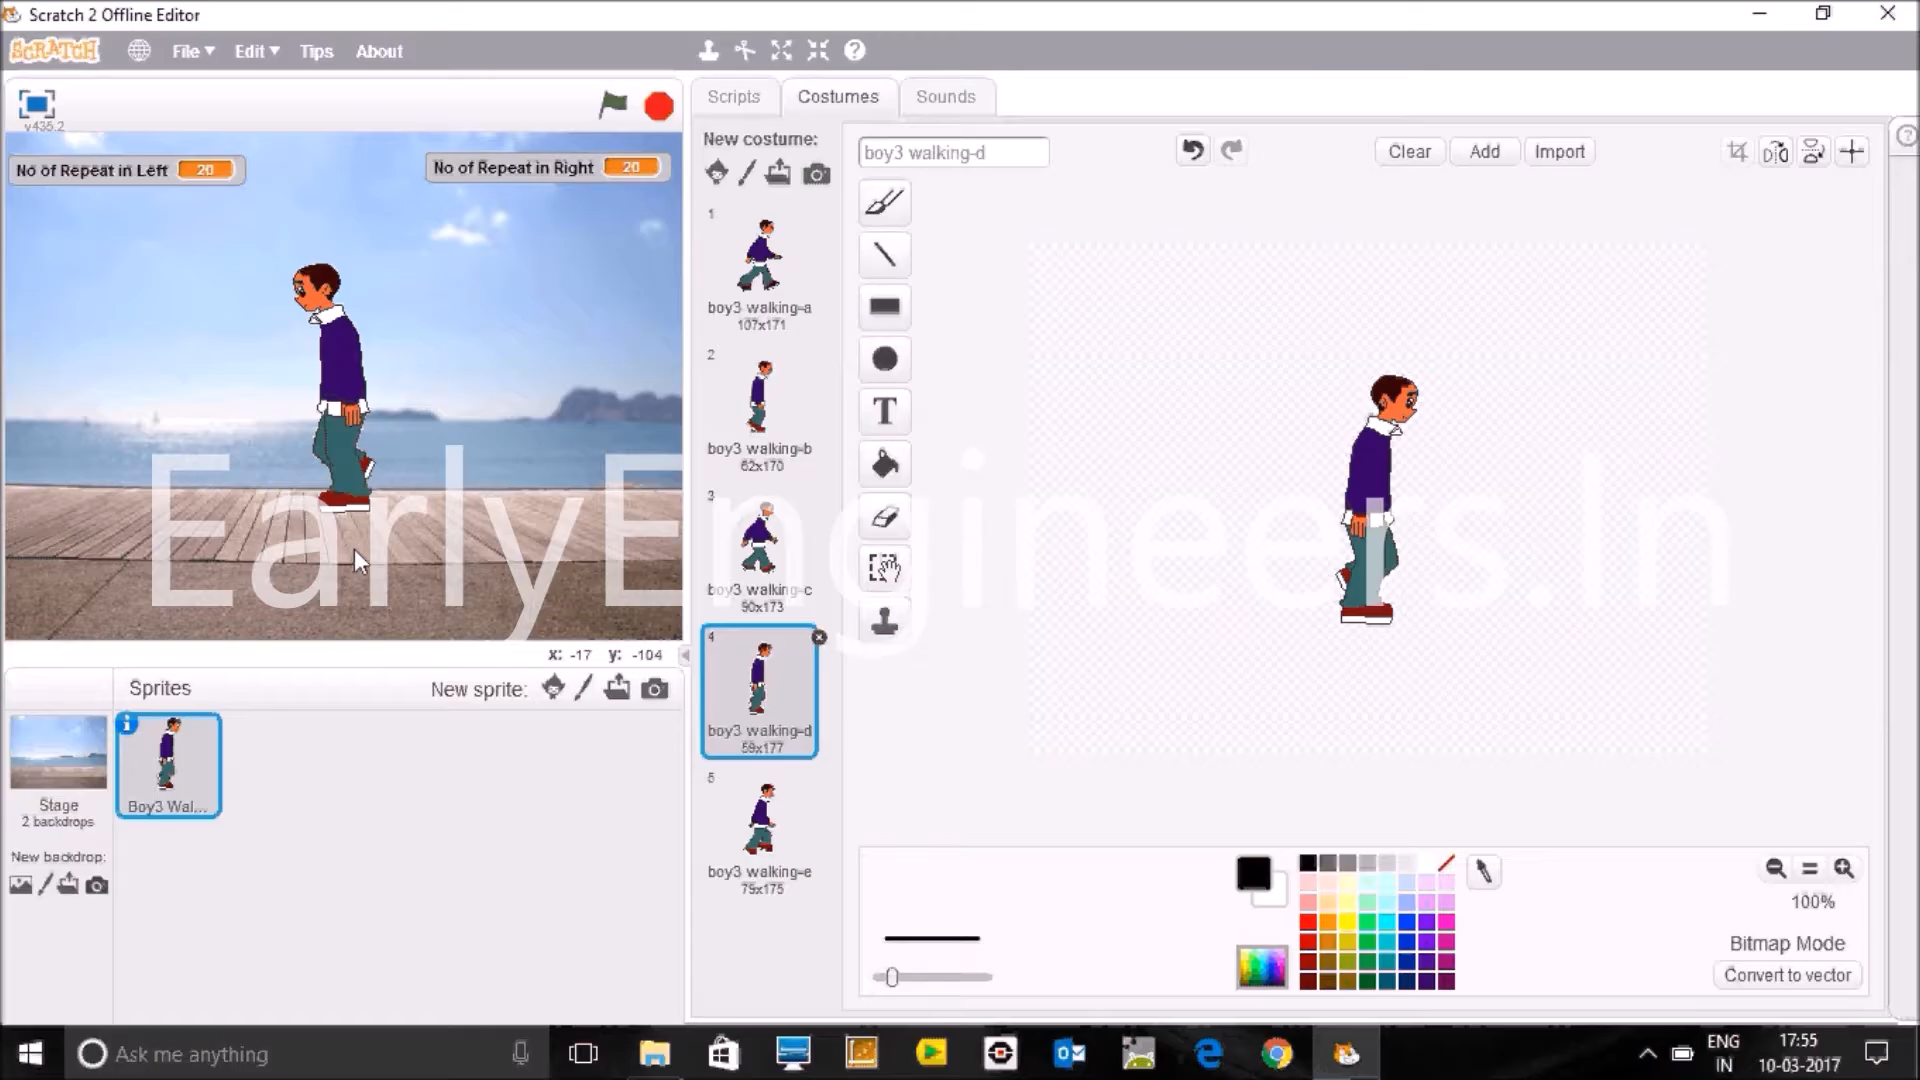 Scratch 2 Offline Editor
SCRATCH
File
Edit
Tips
About
v435.2
No of Repeat in Left 20
No of Repeat in Right 20
Scripts
Costumes
Sounds
New costume:
boy3 walking-d
Clear
Add
Import
1
boy3 walking-a
107x171
2
boy3 walking-b
62x170
3
boy3 walking-c
90x173
4
boy3 walking-d
59x177
5
boy3 walking-e
79x175
T
EarlyEngineers.In
x: -17 y: -104
Sprites
New sprite:
Stage
2 backdrops
New backdrop:
Boy3 Wal...
100%
Bitmap Mode
Convert to vector
Ask me anything
ENG
IN
17:55
10-03-2017